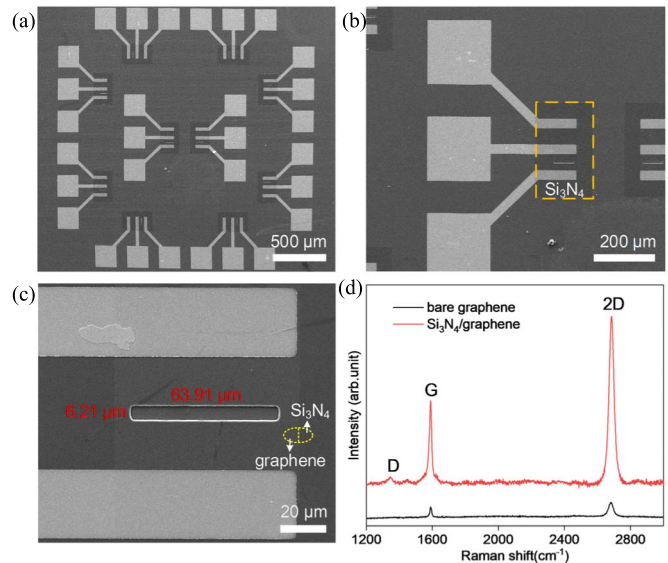 (a)
500 μm
(b)
Si₃N₄
200 μm
(c)
63.91 μm
6.21 μm
Si₃N₄
graphene
20 μm
(d)
bare graphene
Si₃N₄/graphene
2D
G
D
Intensity (arb.unit)
1200 1600 2000 2400 2800
Raman shift(cm⁻¹)